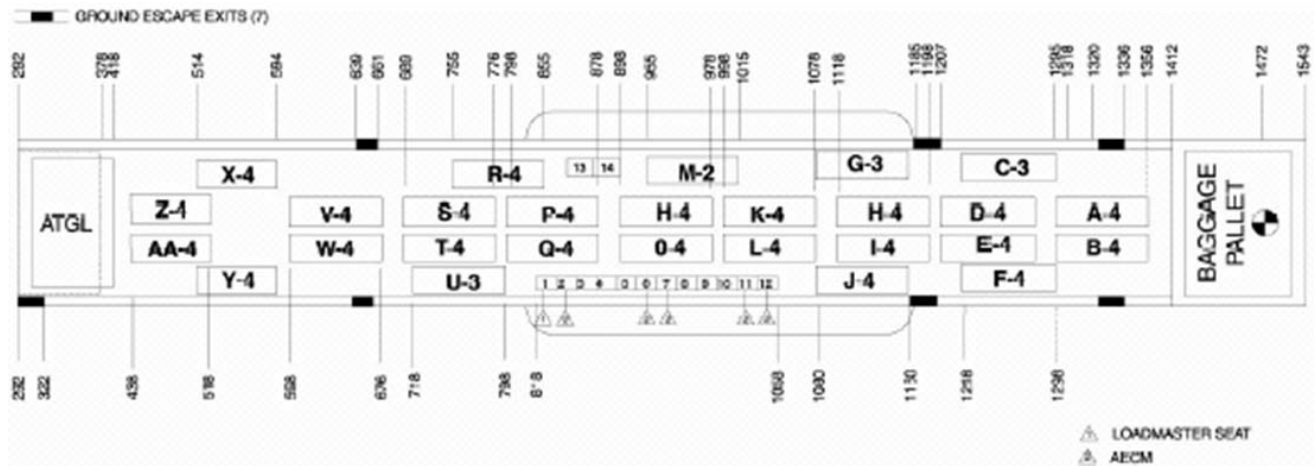 GROUND ESCAPE EXITS (7)
292 378 418 514 594 639 661 689 755 776 798 855 878 898 955 978 998 1015 1078 1118 1185 1198 1207 1295 1318 1320 1336 1356 1412 1472 1543
X-4 R-4 13 14 M-2 G-3 C-3
Z-4 V-4 S-4 P-4 H-4 K-4 H-4 D-4 A-4
ATGL
AA-4 W-4 T-4 Q-4 0-4 L-4 I-4 E-4 B-4
Y-4 U-3 1 2 3 4 6 7 8 9 10 11 12 J-4 F-4
BAGGAGE
PALLET
292 322 438 518 598 676 718 798 818 1058 1080 1298
LOADMASTER SEAT
AECM